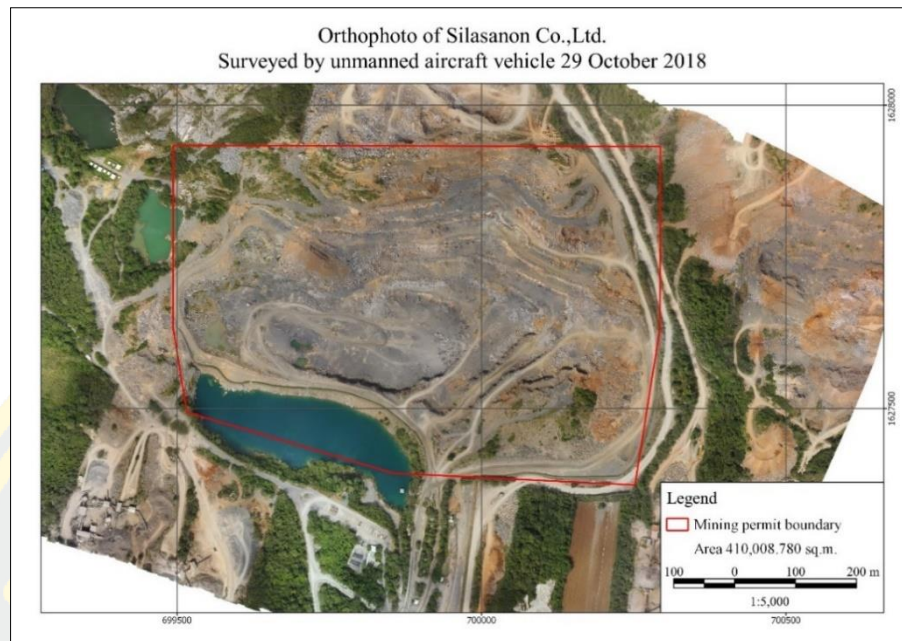 Orthophoto of Silasanon Co.,Ltd.
Surveyed by unmanned aircraft vehicle 29 October 2018
1628000
1627500
Legend
Mining permit boundary
Area 410,008.780 sq.m.
100 0 100 200 m
1:5,000
699500 700000 700500